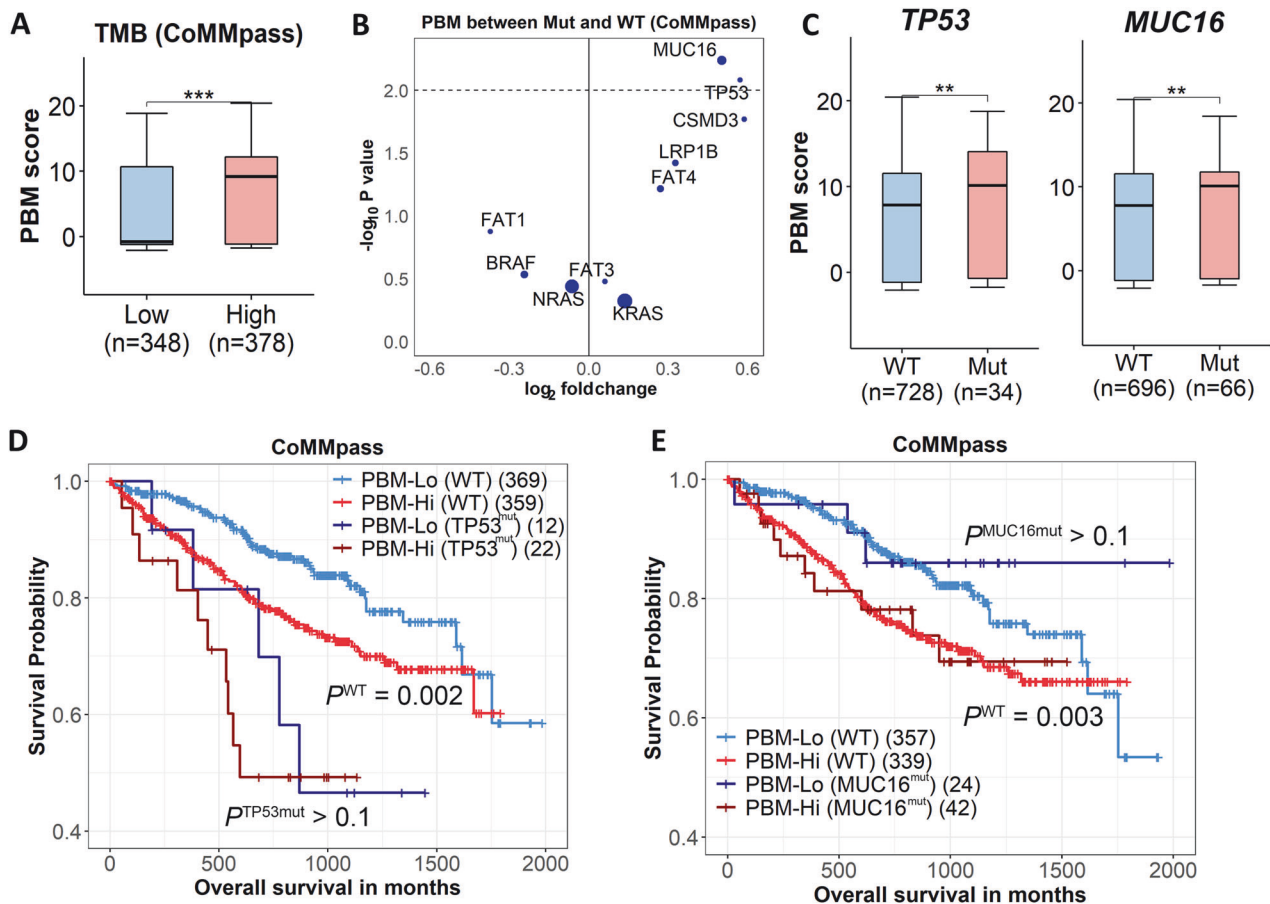 A
TMB (CoMMpass)
***
PBM score
20
10
0
Low
(n=348)
High
(n=378)
B
PBM between Mut and WT (CoMMpass)
-log10 P value
2.0
1.5
1.0
0.5
0.0
MUC16
TP53
CSMD3
LRP1B
FAT4
FAT1
BRAF
FAT3
NRAS
KRAS
-0.6
-0.3
0.0
0.3
0.6
log2 foldchange
C
TP53
**
PBM score
20
10
0
WT
(n=728)
Mut
(n=34)
MUC16
**
20
10
0
WT
(n=696)
Mut
(n=66)
D
CoMMpass
PBM-Lo (WT) (369)
PBM-Hi (WT) (359)
PBM-Lo (TP53mut) (12)
PBM-Hi (TP53mut) (22)
Survival Probability
1.0
0.8
0.6
0.4
PWT = 0.002
PTP53mut > 0.1
0
500
1000
1500
2000
Overall survival in months
E
CoMMpass
PMUC16mut > 0.1
PWT = 0.003
PBM-Lo (WT) (357)
PBM-Hi (WT) (339)
PBM-Lo (MUC16mut) (24)
PBM-Hi (MUC16mut) (42)
Survival Probability
1.0
0.8
0.6
0.4
0
500
1000
1500
2000
Overall survival in months